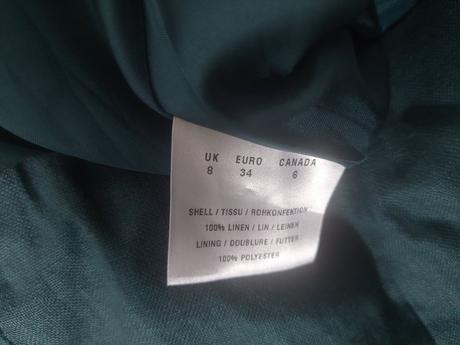 UK EURO CANADA
8 34 6
SHELL / TISSU / ROHKONFEKTION :
100% LINEN / LIN / LEINEN
LINING / DOUBLURE / FUTTER :
100% POLYESTER